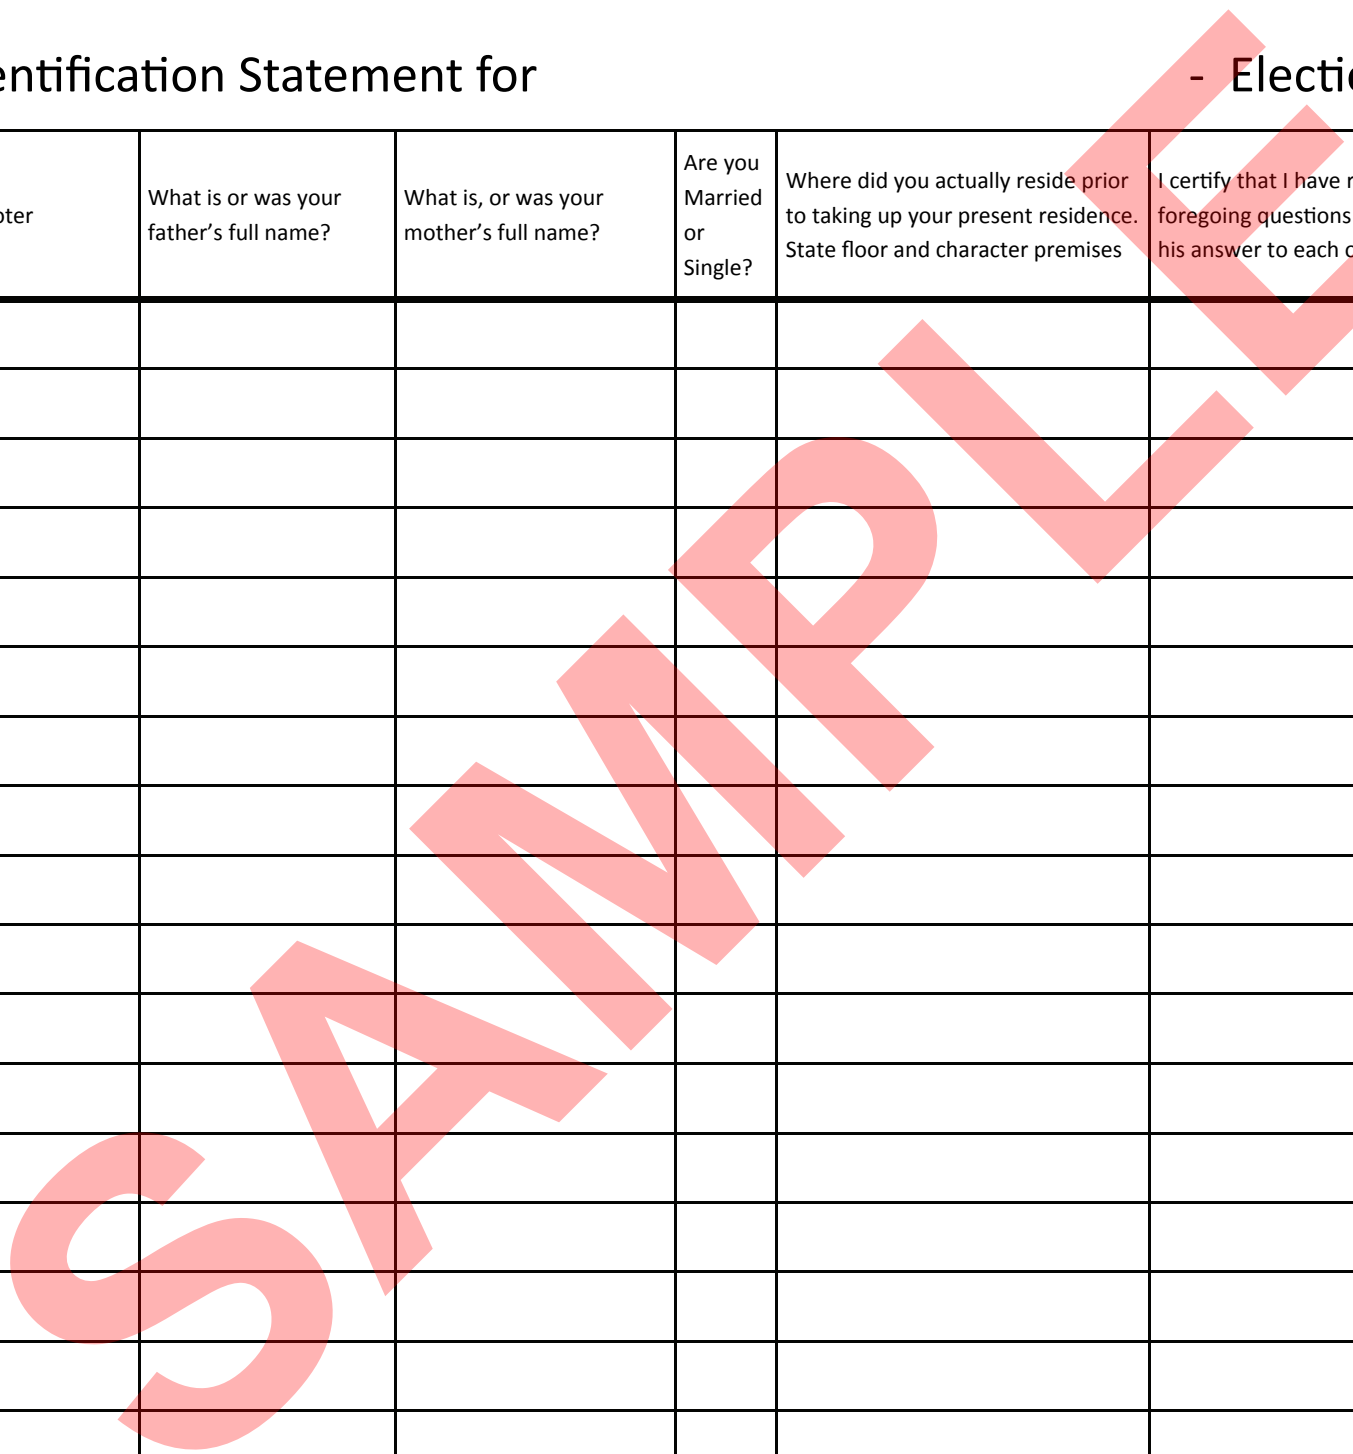 entification Statement for - Electi
oter
What is or was your
father's full name?
What is, or was your
mother's full name?
Are you
Married
or
Single?
Where did you actually reside prior
to taking up your present residence.
State floor and character premises
I certify that I have r
foregoing questions
his answer to each o
SAMPLE